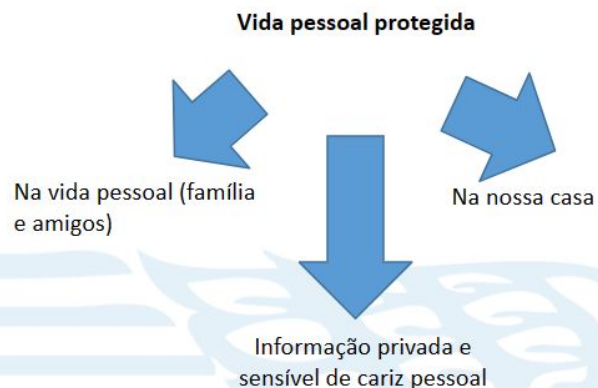 Vida pessoal protegida
Na vida pessoal (família
e amigos)
Na nossa casa
Informação privada e
sensível de cariz pessoal